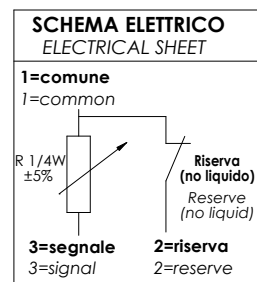 SCHEMA ELETTRICO
ELECTRICAL SHEET
1=comune
1=common
R 1/4W
±5%
Riserva
(no liquido)
Reserve
(no liquid)
3=segnale
3=signal
2=riserva
2=reserve